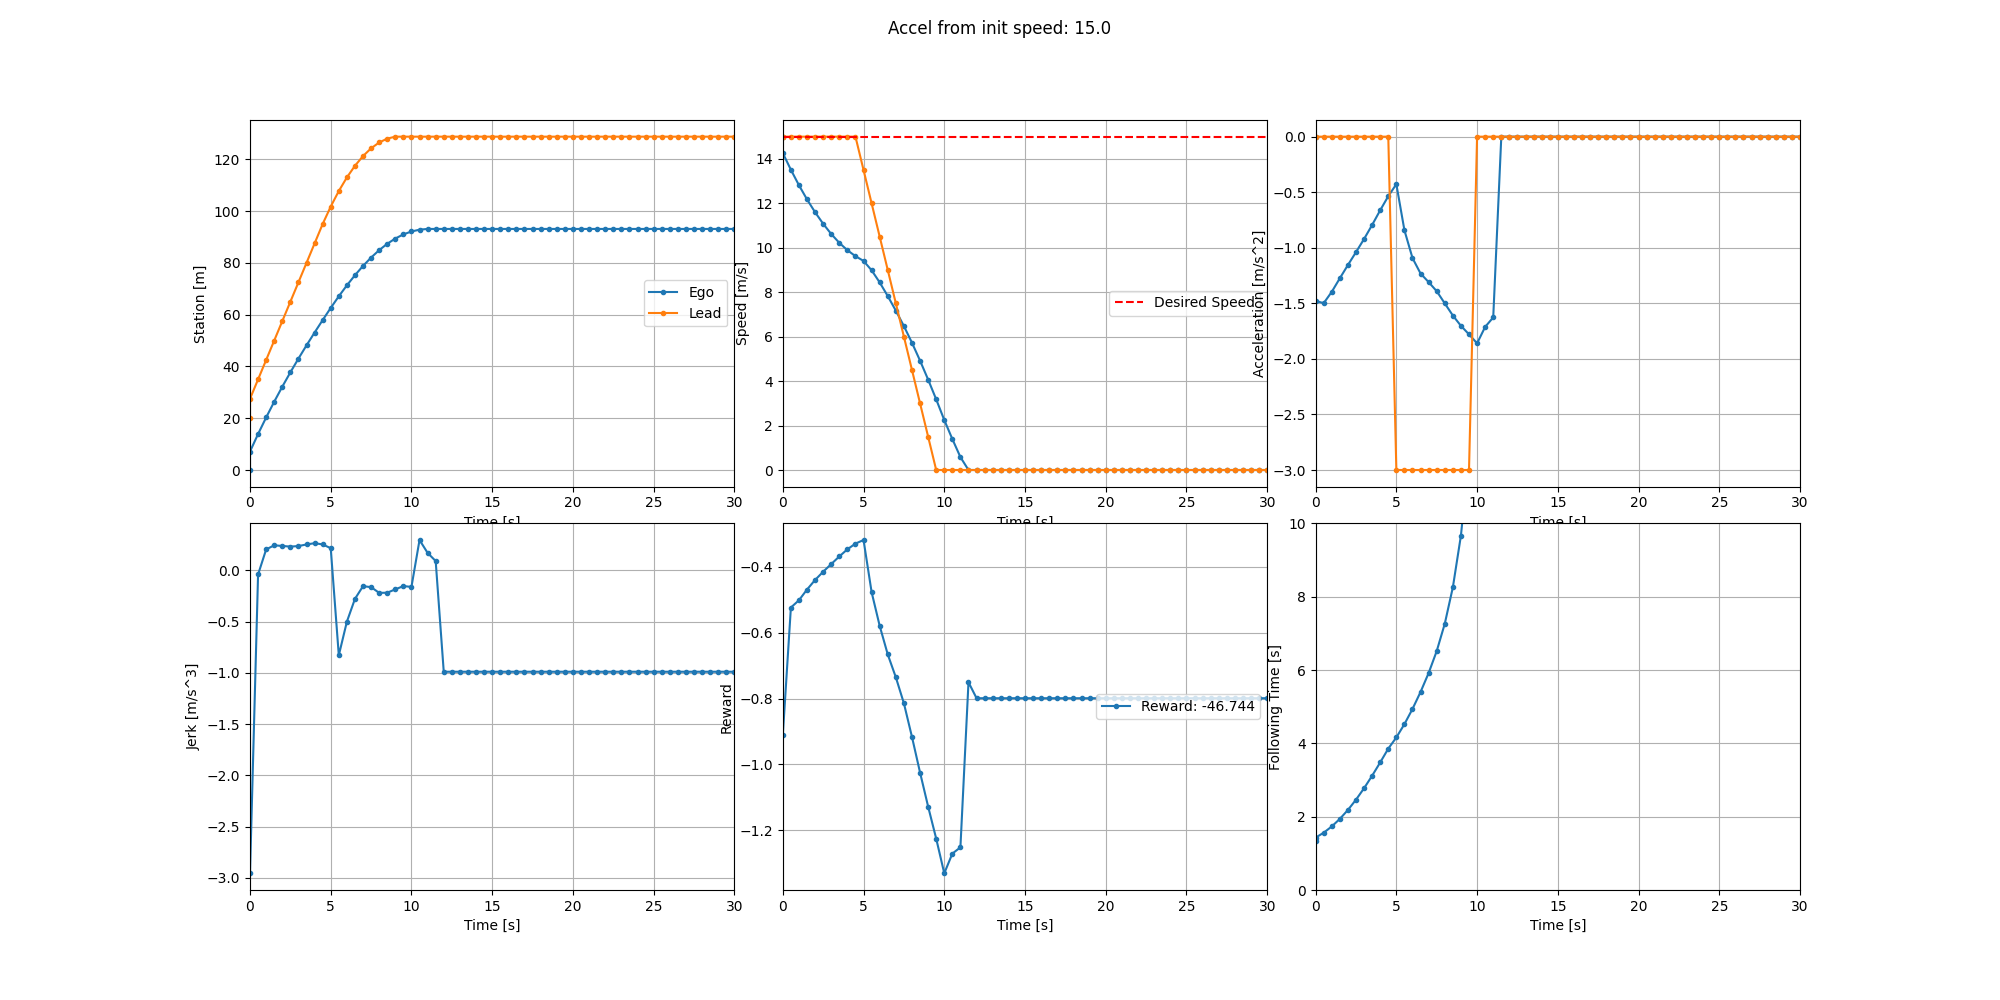 Accel from init speed: 15.0
Station [m]
120
100
80
60
40
20
0
Ego
Lead
0 5 10 15 20 25 30
Time [s]
Speed [m/s]
14
12
10
8
6
4
2
0
Desired Speed
0 5 10 15 20 25 30
Time [s]
Acceleration [m/s^2]
0.0
−0.5
−1.0
−1.5
−2.0
−2.5
−3.0
0 5 10 15 20 25 30
Time [s]
Jerk [m/s^3]
0.0
−0.5
−1.0
−1.5
−2.0
−2.5
−3.0
0 5 10 15 20 25 30
Time [s]
Reward
−0.4
−0.6
−0.8
−1.0
−1.2
Reward: -46.744
0 5 10 15 20 25 30
Time [s]
Following Time [s]
10
8
6
4
2
0
0 5 10 15 20 25 30
Time [s]